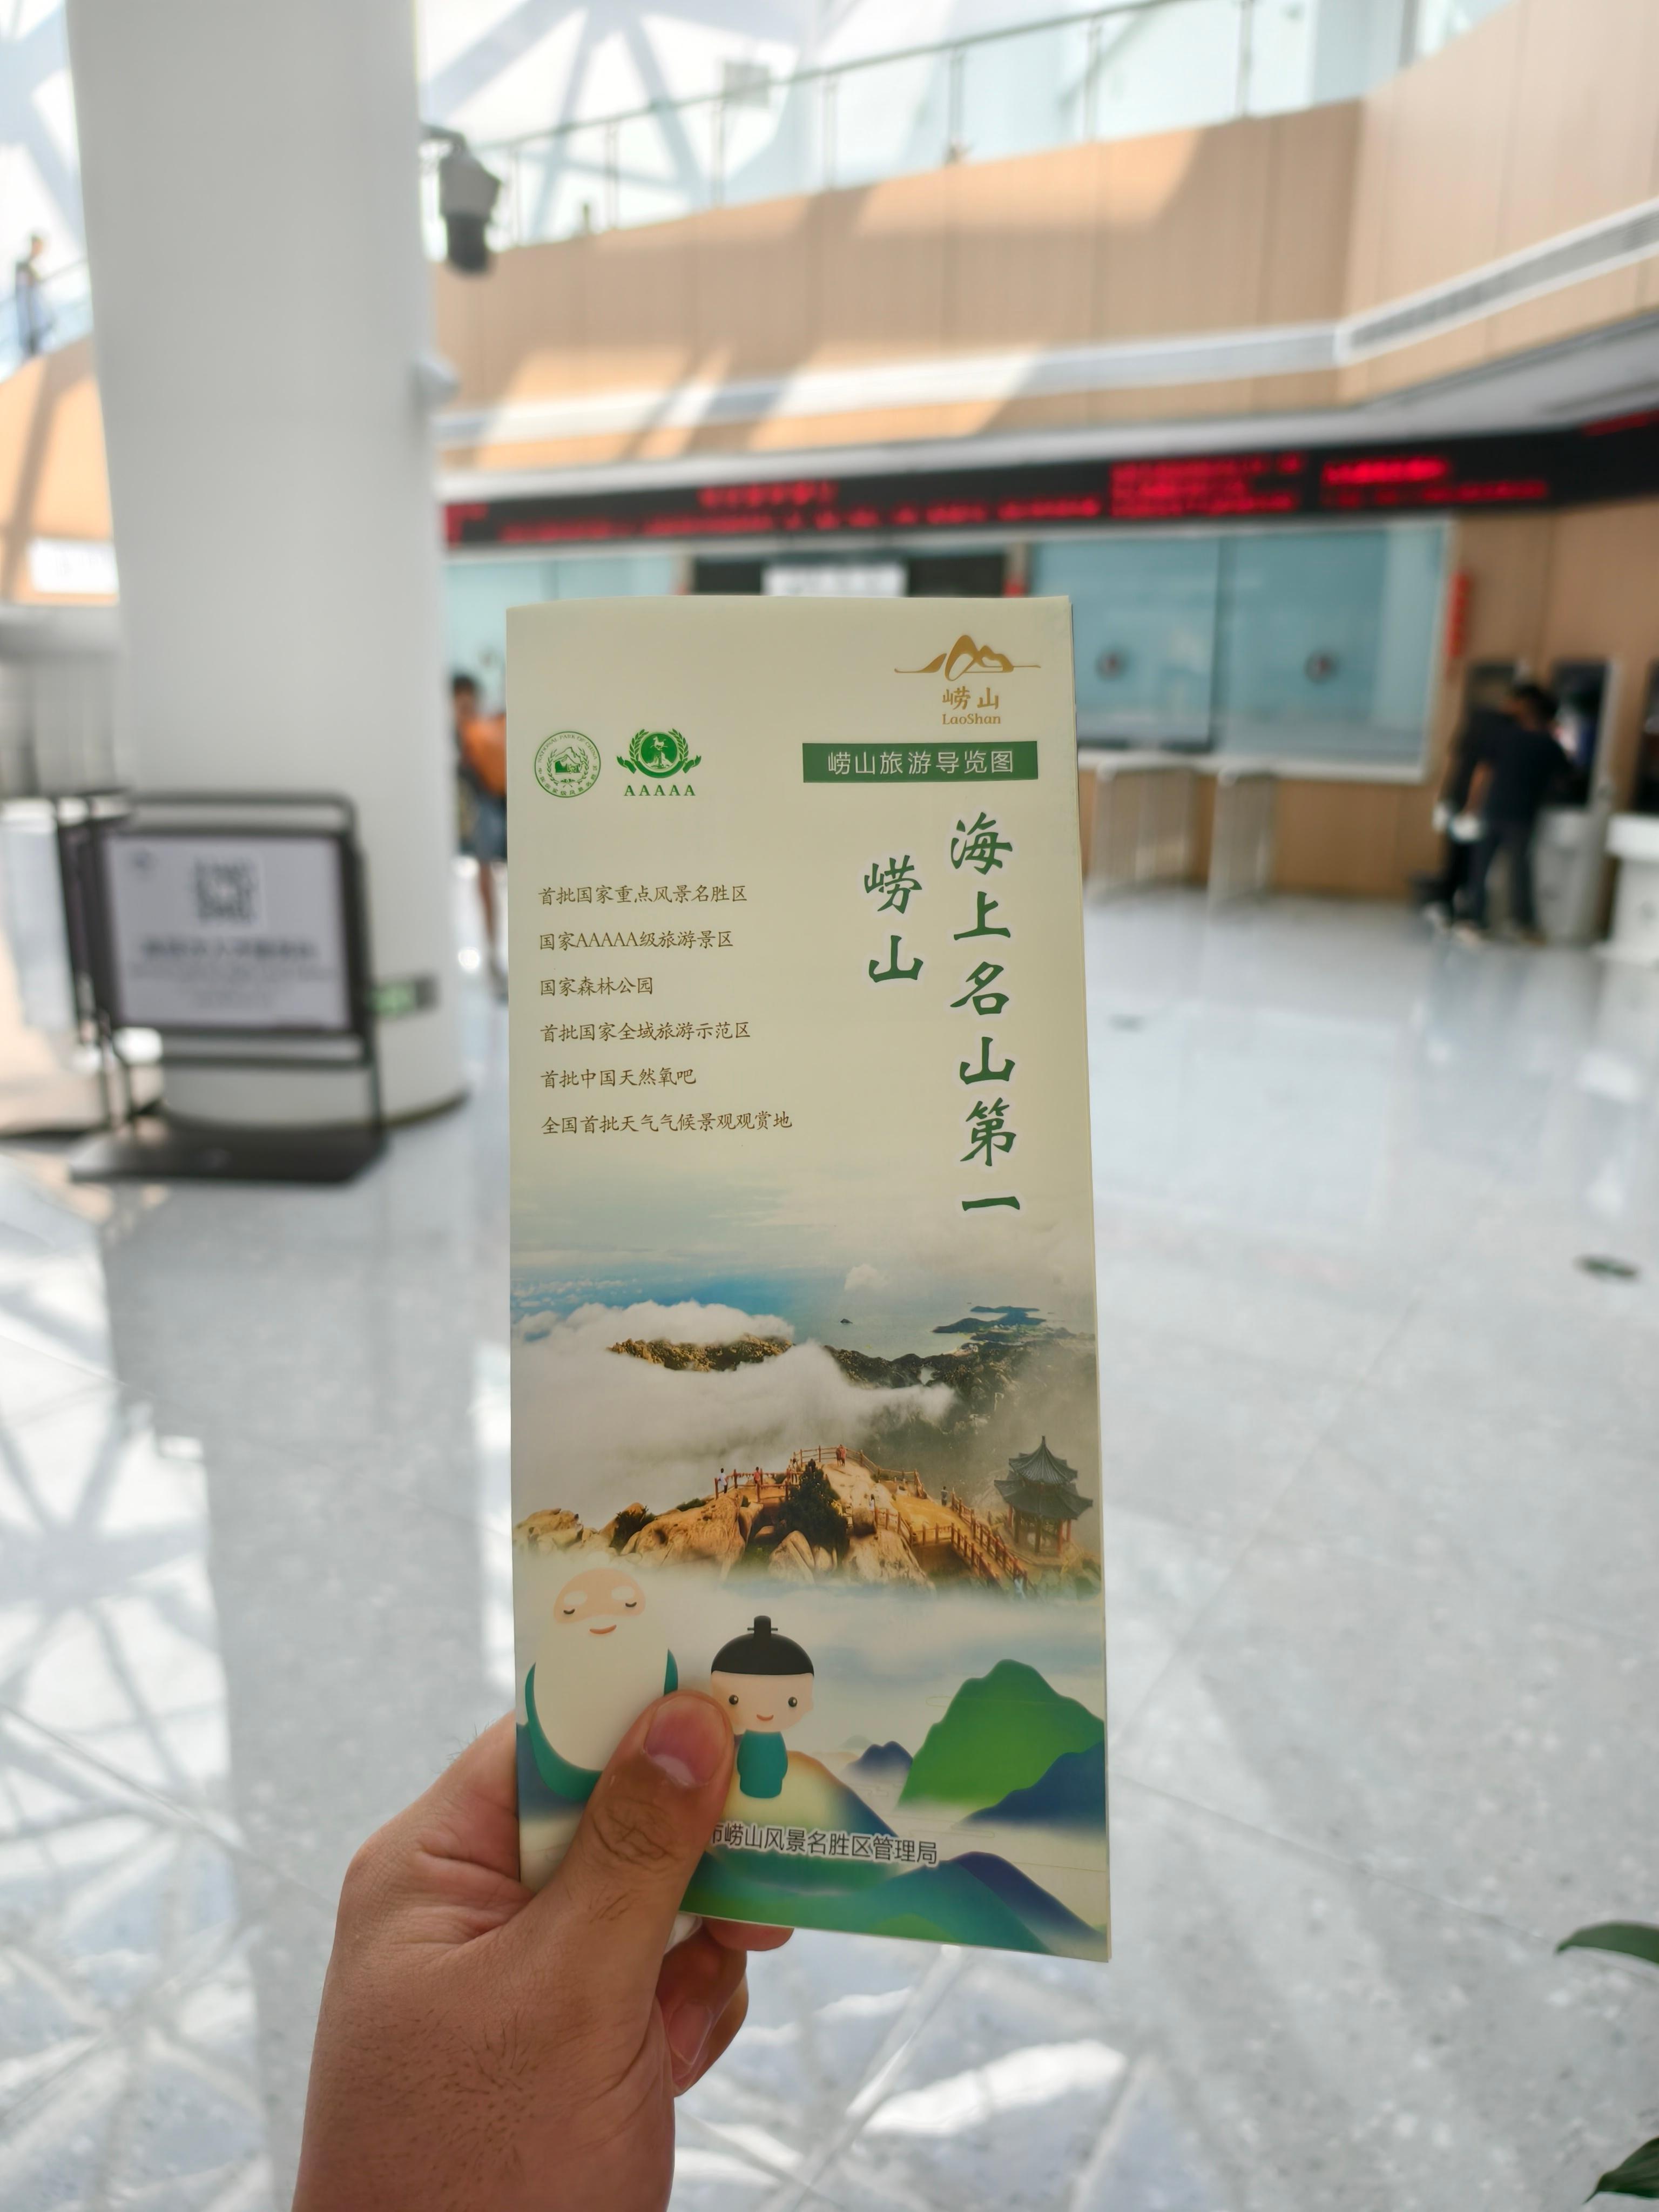 崂山
LaoShan
AAAAA
崂山旅游导览图
海上名山第一
崂山
首批国家重点风景名胜区
国家AAAAA级旅游景区
国家森林公园
首批国家全域旅游示范区
首批中国天然氧吧
全国首批天气气候景观观赏地
市崂山风景名胜区管理局